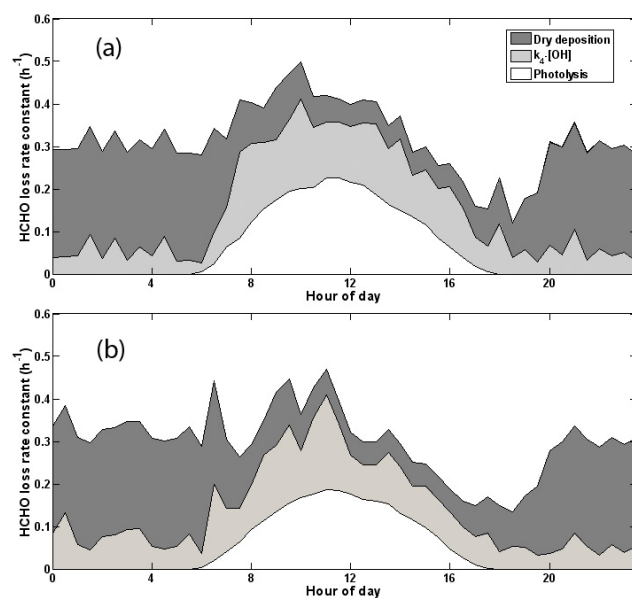 0.6
(a)
Dry deposition
k4·[OH]
Photolysis
0.5
0.4
0.3
0.2
0.1
0
HCHO loss rate constant (h-1)
0 4 8 12 16 20
Hour of day
0.6
(b)
0.5
0.4
0.3
0.2
0.1
0
HCHO loss rate constant (h-1)
0 4 8 12 16 20
Hour of day